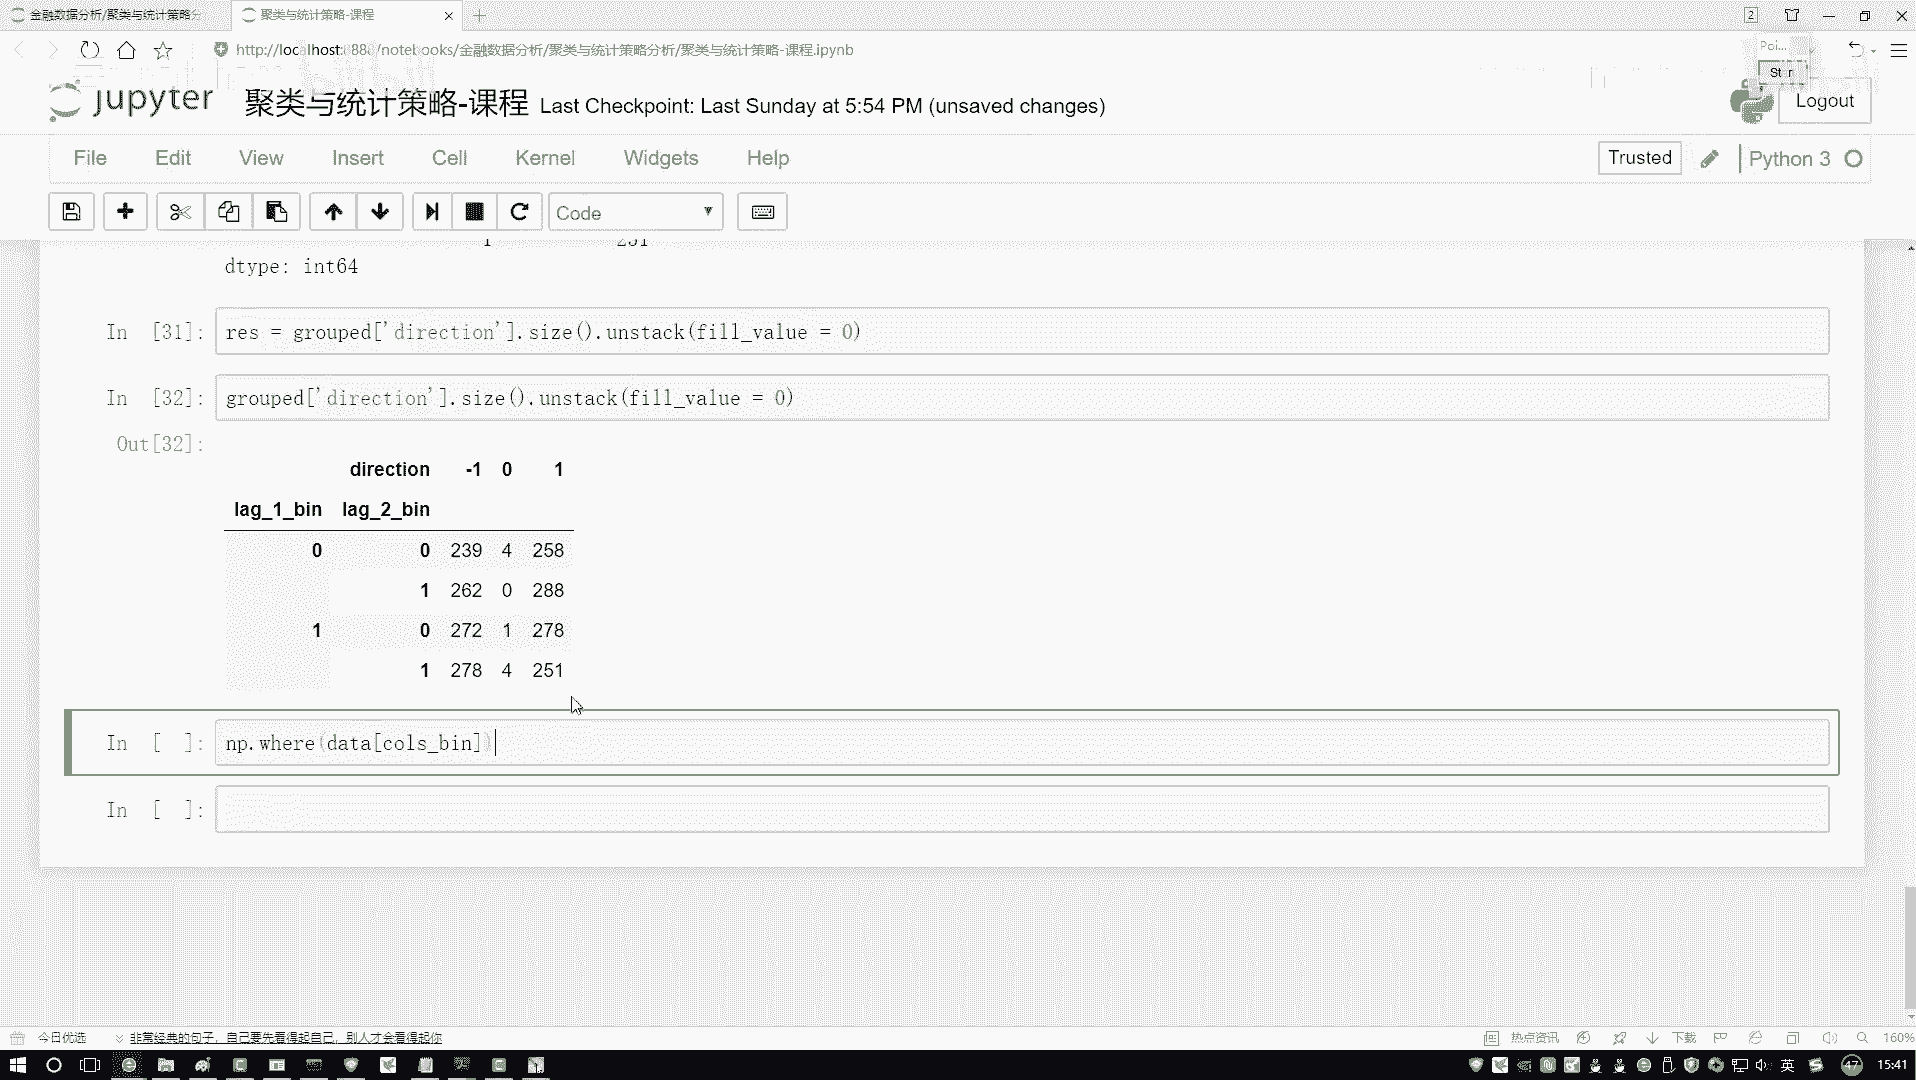 金融数据分析/聚类与统计策略分
聚类与统计策略-课程
2
http://localhost:888/notebooks/金融数据分析/聚类与统计策略分析/聚类与统计策略-课程.ipynb
Poi...
jupyter 聚类与统计策略-课程 Last Checkpoint: Last Sunday at 5:54 PM (unsaved changes)
Logout
File Edit View Insert Cell Kernel Widgets Help
Trusted Python 3
Code
dtype: int64
In [31]: res = grouped['direction'].size().unstack(fill_value = 0)
In [32]: grouped['direction'].size().unstack(fill_value = 0)
Out[32]:
direction -1 0 1
lag_1_bin lag_2_bin
0 0 239 4 258
1 262 0 288
1 0 272 1 278
1 278 4 251
In [ ]: np.where(data[cols_bin])
In [ ]:
今日优选 非常经典的句子，自己要先看得起自己，别人才会看得起你 热点资讯 下载 160%
英 47 15:41